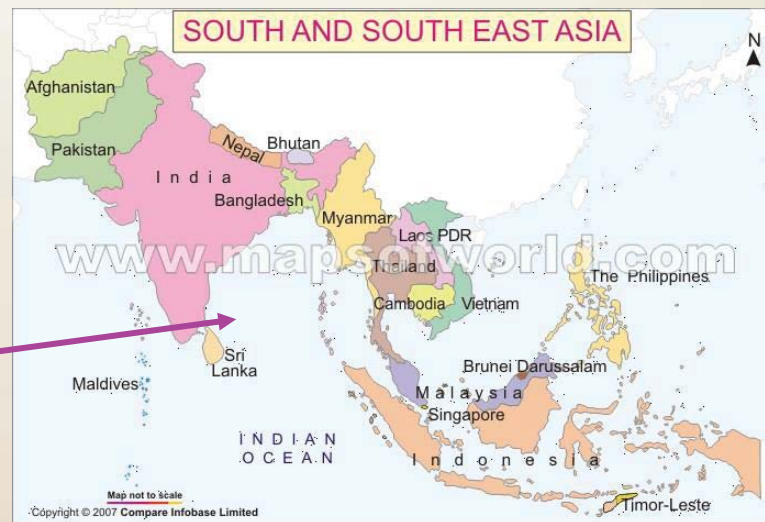 SOUTH AND SOUTH EAST ASIA
N
Afghanistan
Pakistan
Nepal
Bhutan
India
Bangladesh
Myanmar
Laos PDR
www.mapsofworld.com
Thailand
The Philippines
Cambodia
Vietnam
Sri
Lanka
Maldives
Brunei Darussalam
Malaysia
Singapore
INDIAN
OCEAN
Indonesia
Map not to scale
Timor-Leste
Copyright © 2007 Compare Infobase Limited